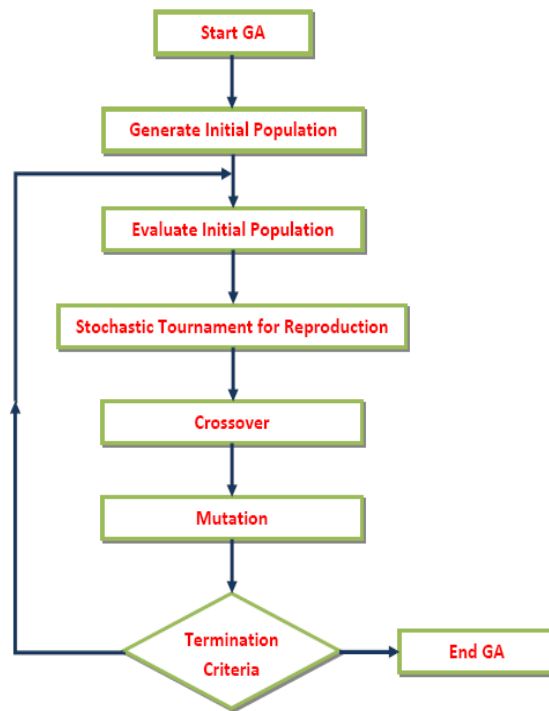 Start GA
Generate Initial Population
Evaluate Initial Population
Stochastic Tournament for Reproduction
Crossover
Mutation
Termination
Criteria
End GA